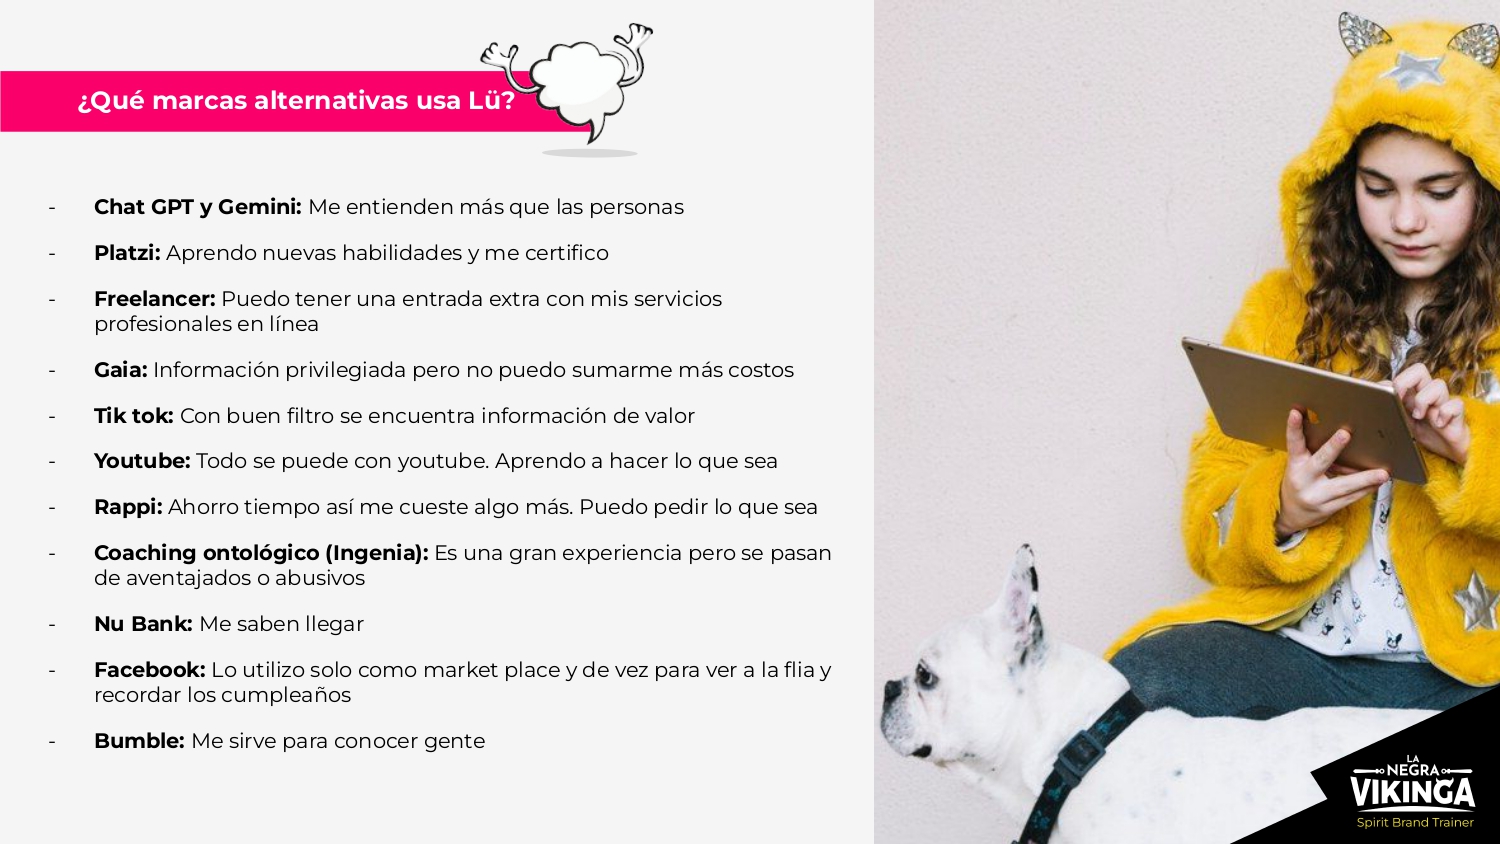 ¿Qué marcas alternativas usa Lü?
- Chat GPT y Gemini: Me entienden más que las personas
- Platzi: Aprendo nuevas habilidades y me certifico
- Freelancer: Puedo tener una entrada extra con mis servicios
profesionales en línea
- Gaia: Información privilegiada pero no puedo sumarme más costos
- Tik tok: Con buen filtro se encuentra información de valor
- Youtube: Todo se puede con youtube. Aprendo a hacer lo que sea
- Rappi: Ahorro tiempo así me cueste algo más. Puedo pedir lo que sea
- Coaching ontológico (Ingenia): Es una gran experiencia pero se pasan
de aventajados o abusivos
- Nu Bank: Me saben llegar
- Facebook: Lo utilizo solo como market place y de vez para ver a la flia y
recordar los cumpleaños
- Bumble: Me sirve para conocer gente
LA
NEGRA
VIKINGA
Spirit Brand Trainer